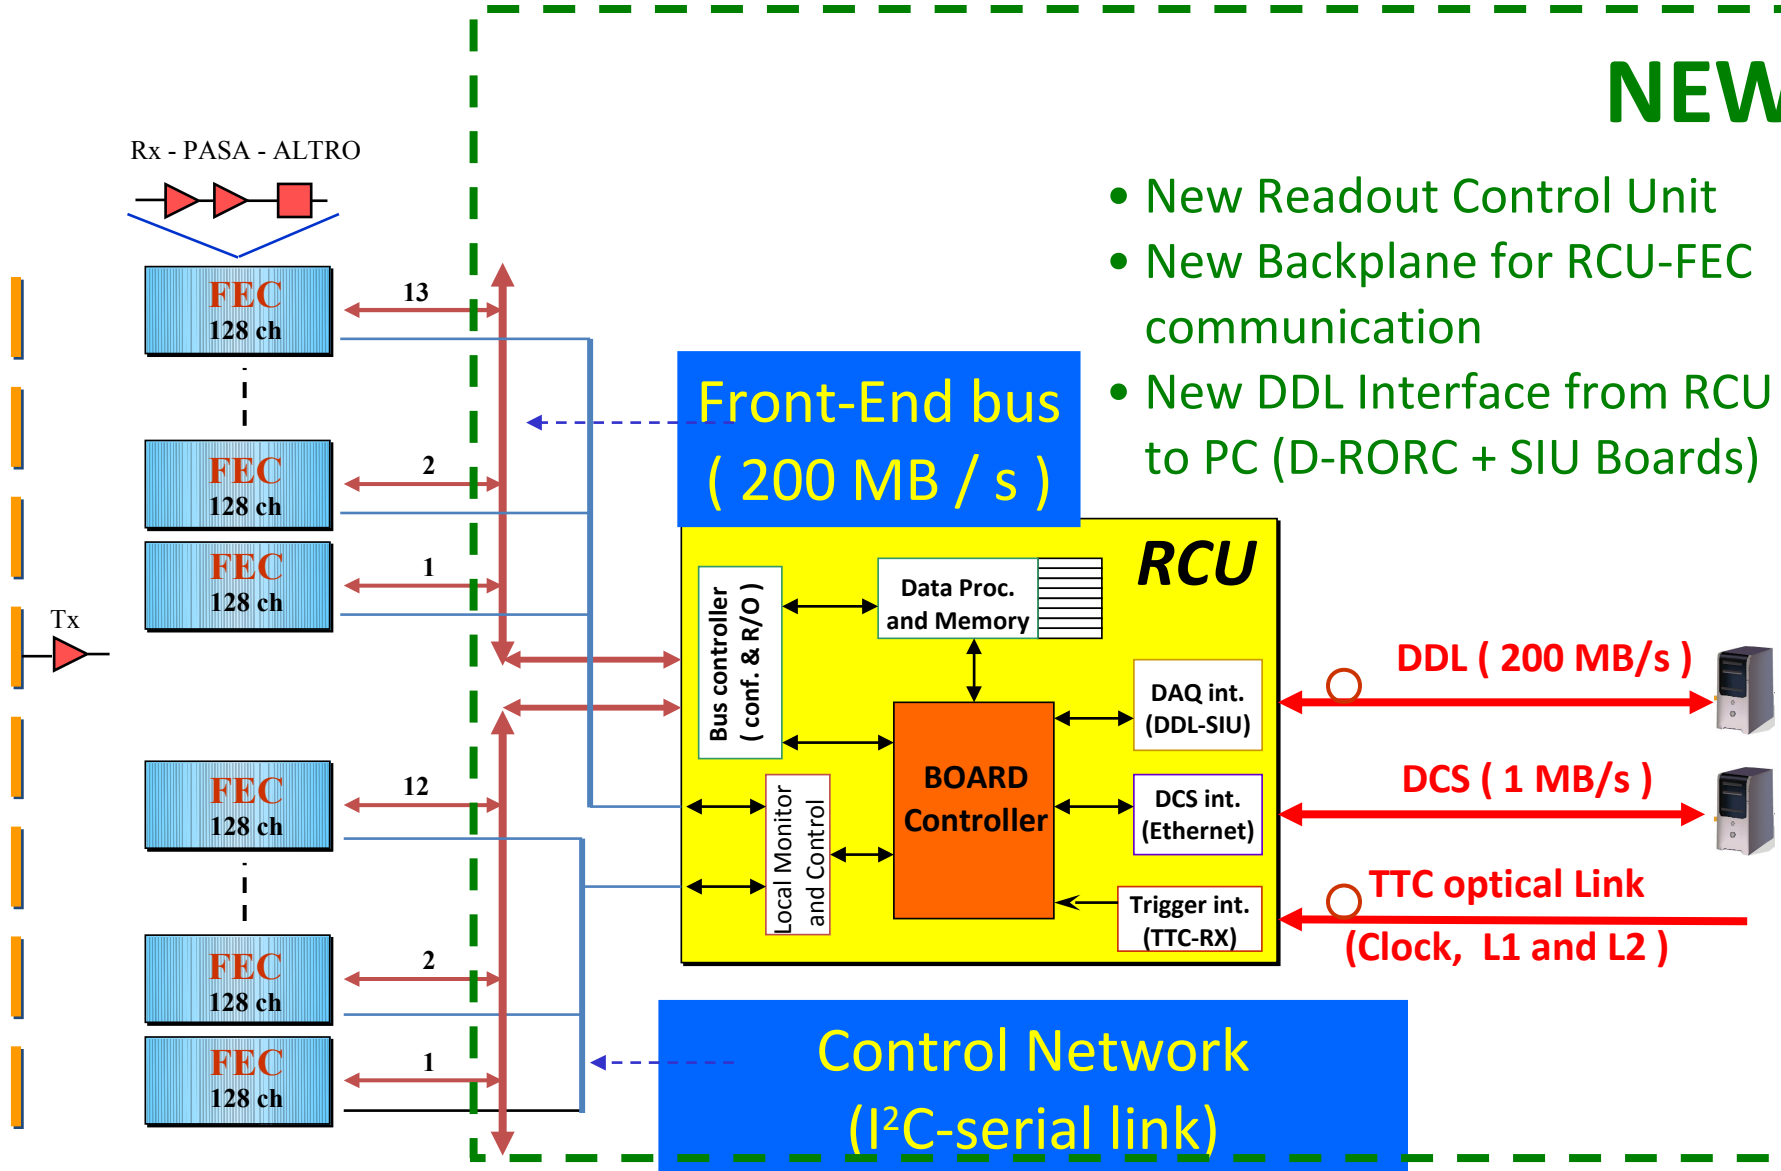 NEW
Rx - PASA - ALTRO
• New Readout Control Unit
• New Backplane for RCU-FEC
communication
• New DDL Interface from RCU
to PC (D-RORC + SIU Boards)
FEC
128 ch
13
FEC
128 ch
2
FEC
128 ch
1
Tx
FEC
128 ch
12
FEC
128 ch
2
FEC
128 ch
1
Front-End bus
( 200 MB / s )
RCU
Bus controller
( conf. & R/O )
Data Proc.
and Memory
BOARD
Controller
Local Monitor
and Control
DAQ int.
(DDL-SIU)
DCS int.
(Ethernet)
Trigger int.
(TTC-RX)
DDL ( 200 MB/s )
DCS ( 1 MB/s )
TTC optical Link
(Clock, L1 and L2 )
Control Network
(I²C-serial link)